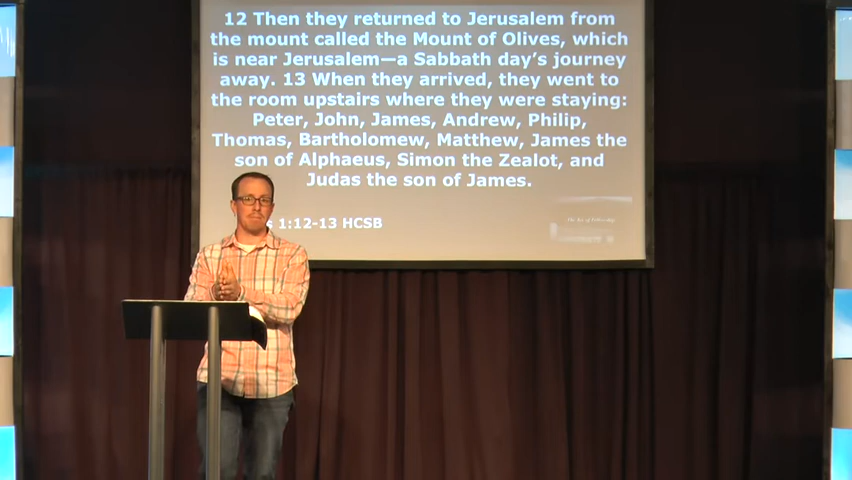 12 Then they returned to Jerusalem from
the mount called the Mount of Olives, which
is near Jerusalem—a Sabbath day's journey
away. 13 When they arrived, they went to
the room upstairs where they were staying:
Peter, John, James, Andrew, Philip,
Thomas, Bartholomew, Matthew, James the
son of Alphaeus, Simon the Zealot, and
Judas the son of James.
1:12-13 HCSB